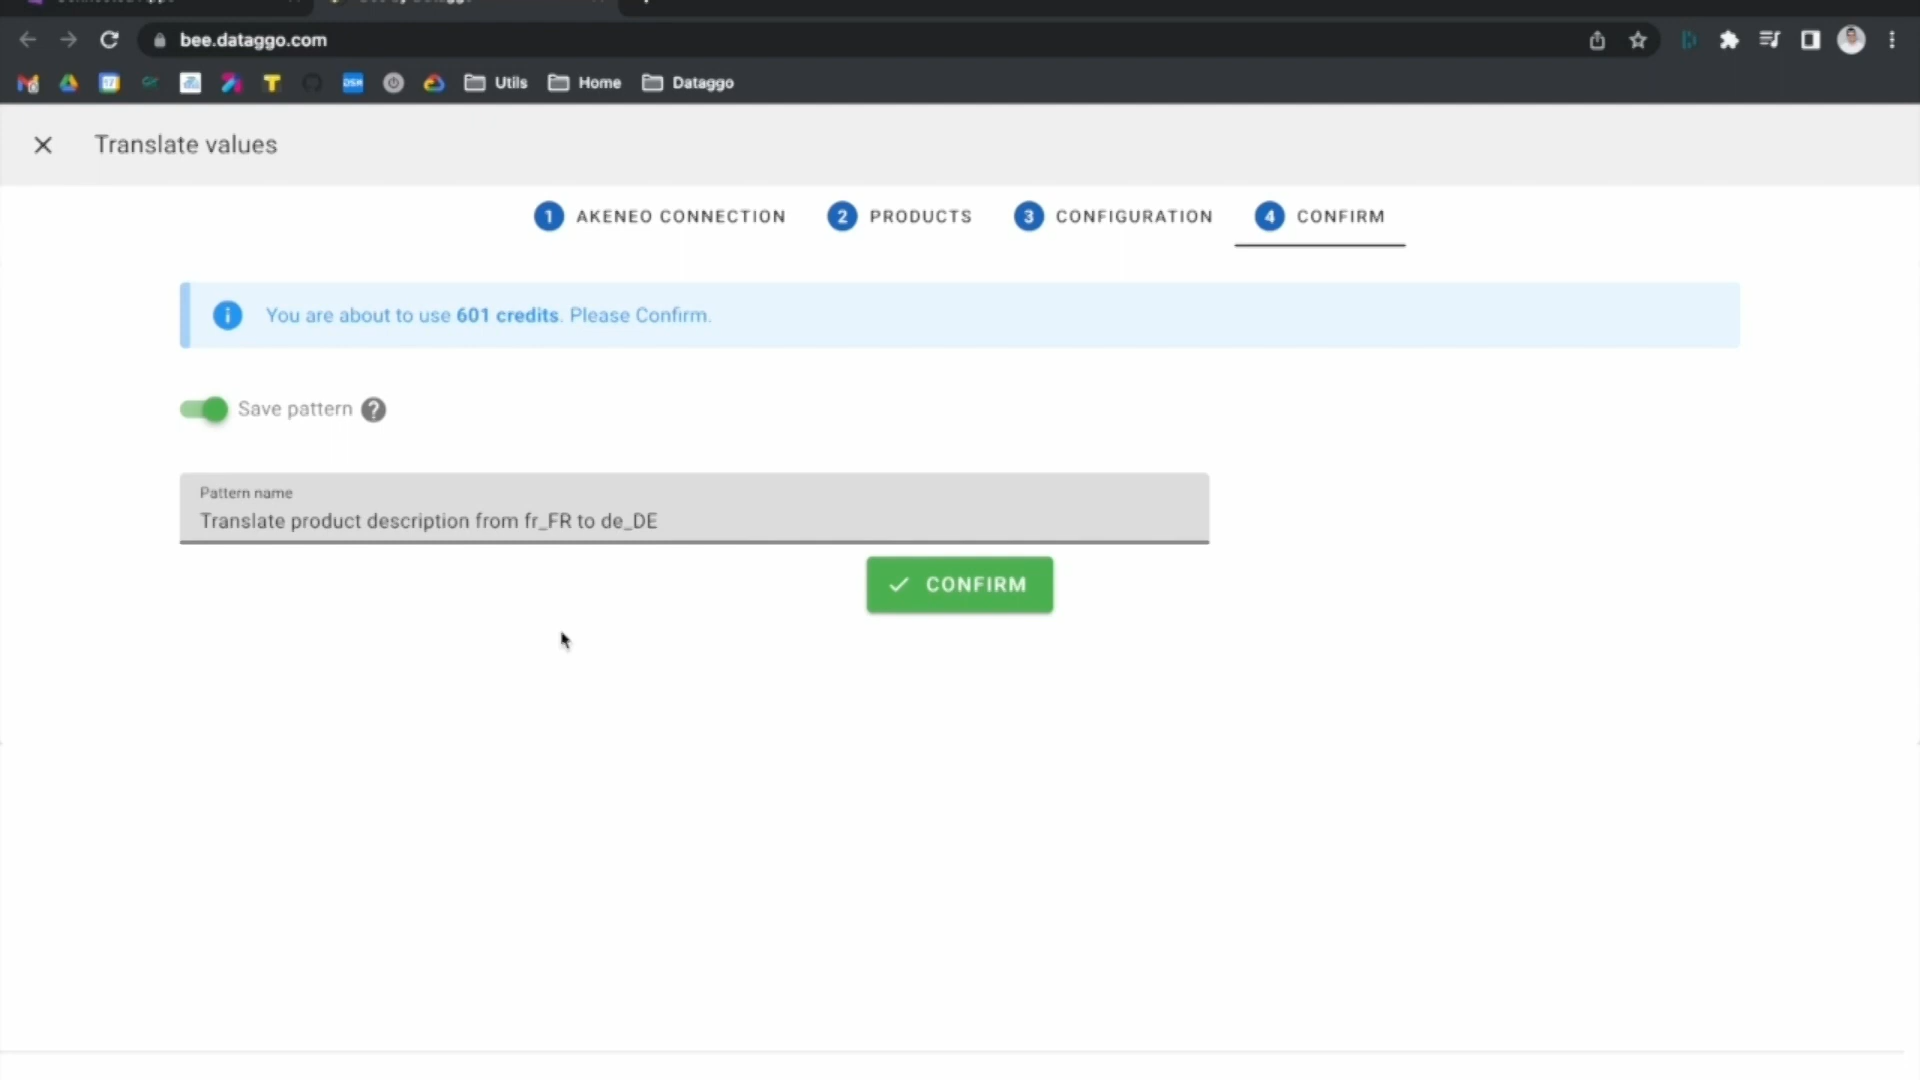 bee.dataggo.com
Utils
Home
Dataggo
Translate values
1 AKENEO CONNECTION
2 PRODUCTS
3 CONFIGURATION
4 CONFIRM
You are about to use 601 credits. Please Confirm.
Save pattern ?
Pattern name
Translate product description from fr_FR to de_DE
CONFIRM